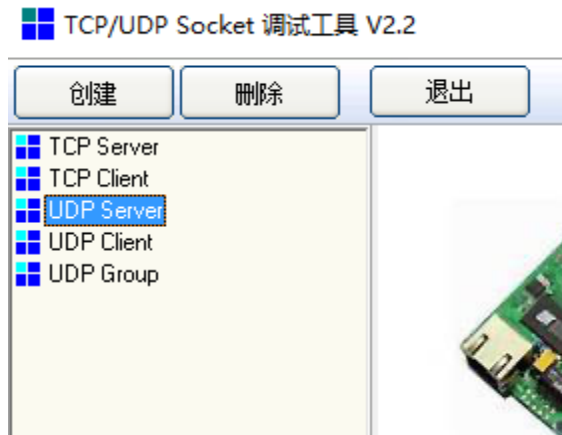 TCP/UDP Socket 调试工具 V2.2
创建 删除 退出
TCP Server
TCP Client
UDP Server
UDP Client
UDP Group